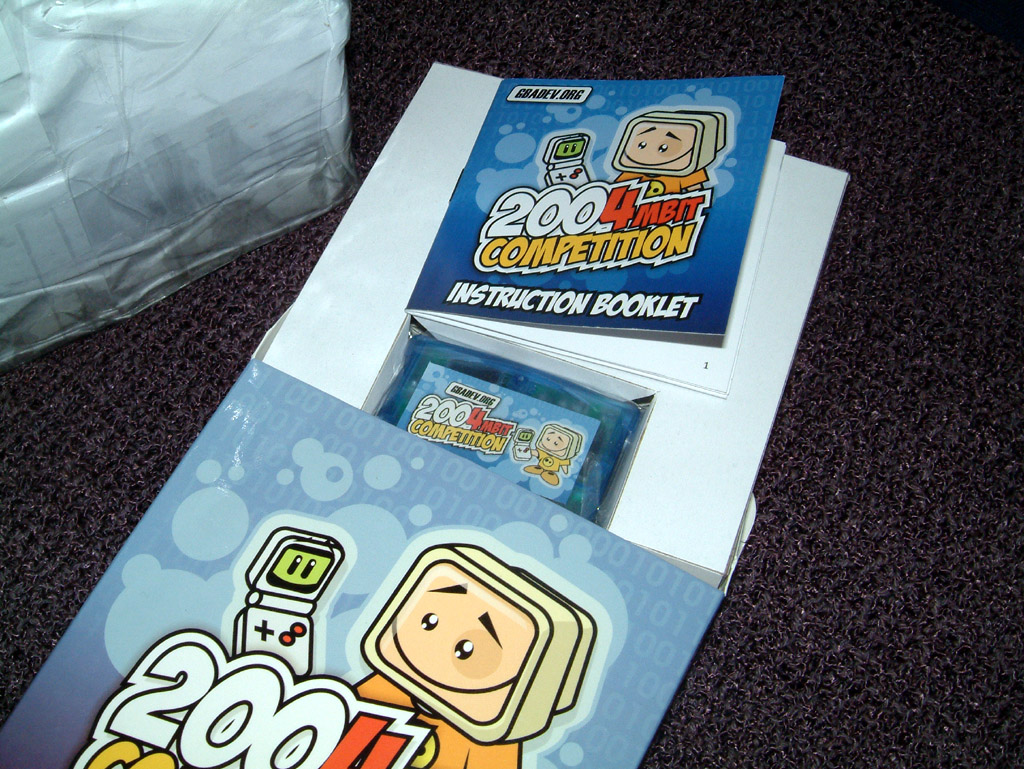 GBADEV.ORG
2004MBIT
COMPETITION
INSTRUCTION BOOKLET
1
GBADEV.ORG
2004MBIT
COMPETITION
2004